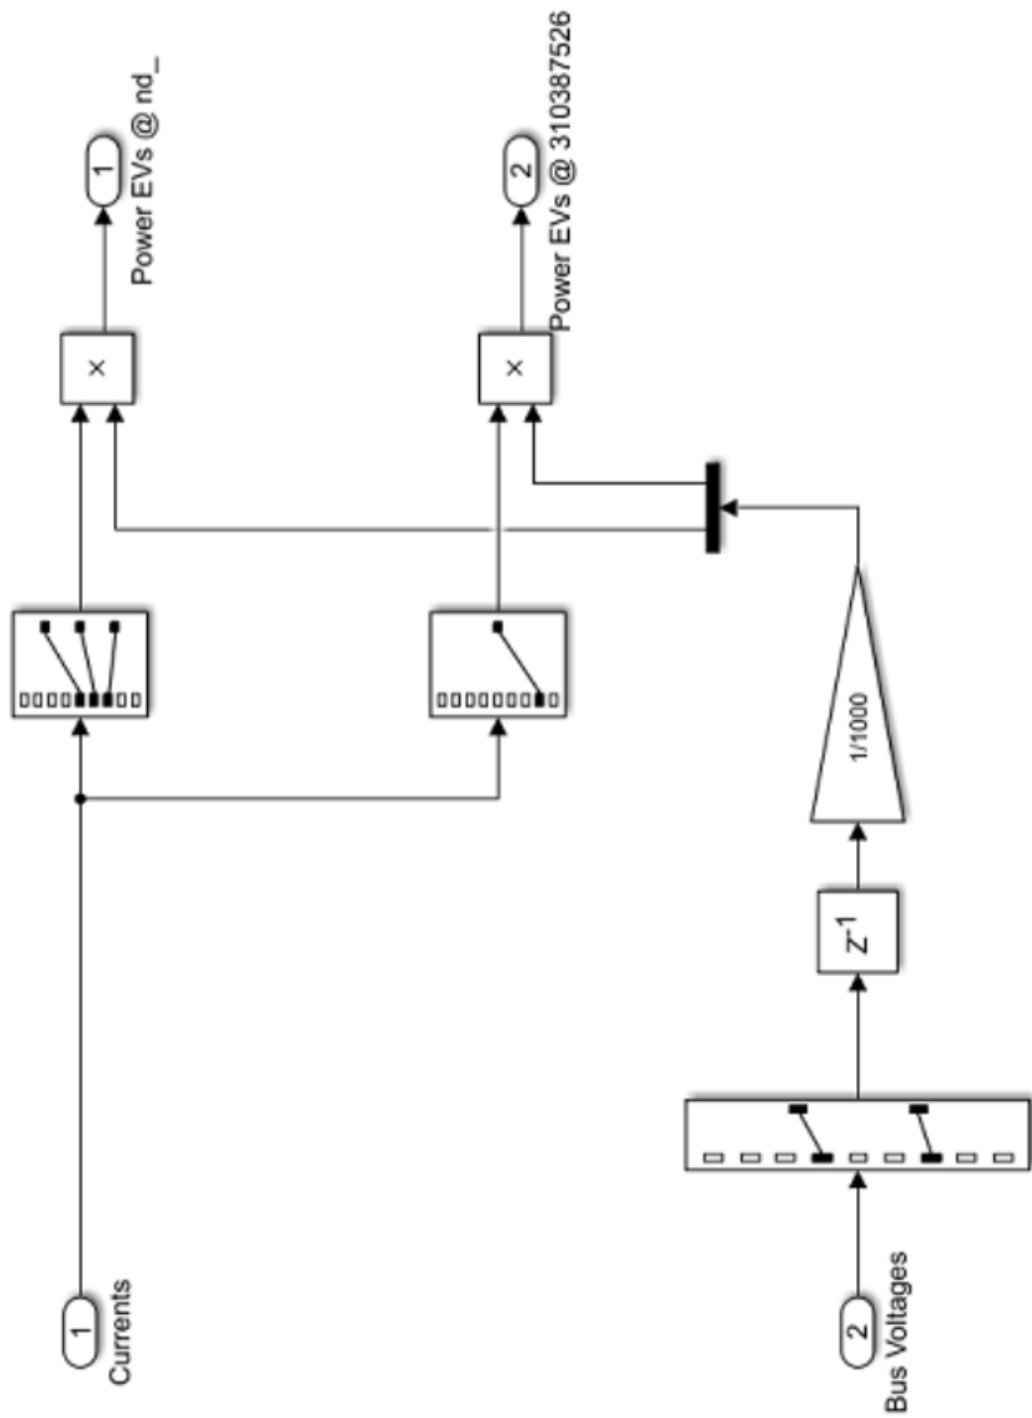 1
Currents
2
Bus Voltages
Z-1
1/1000
×
1
Power EVs @ nd_
×
2
Power EVs @ 310387526